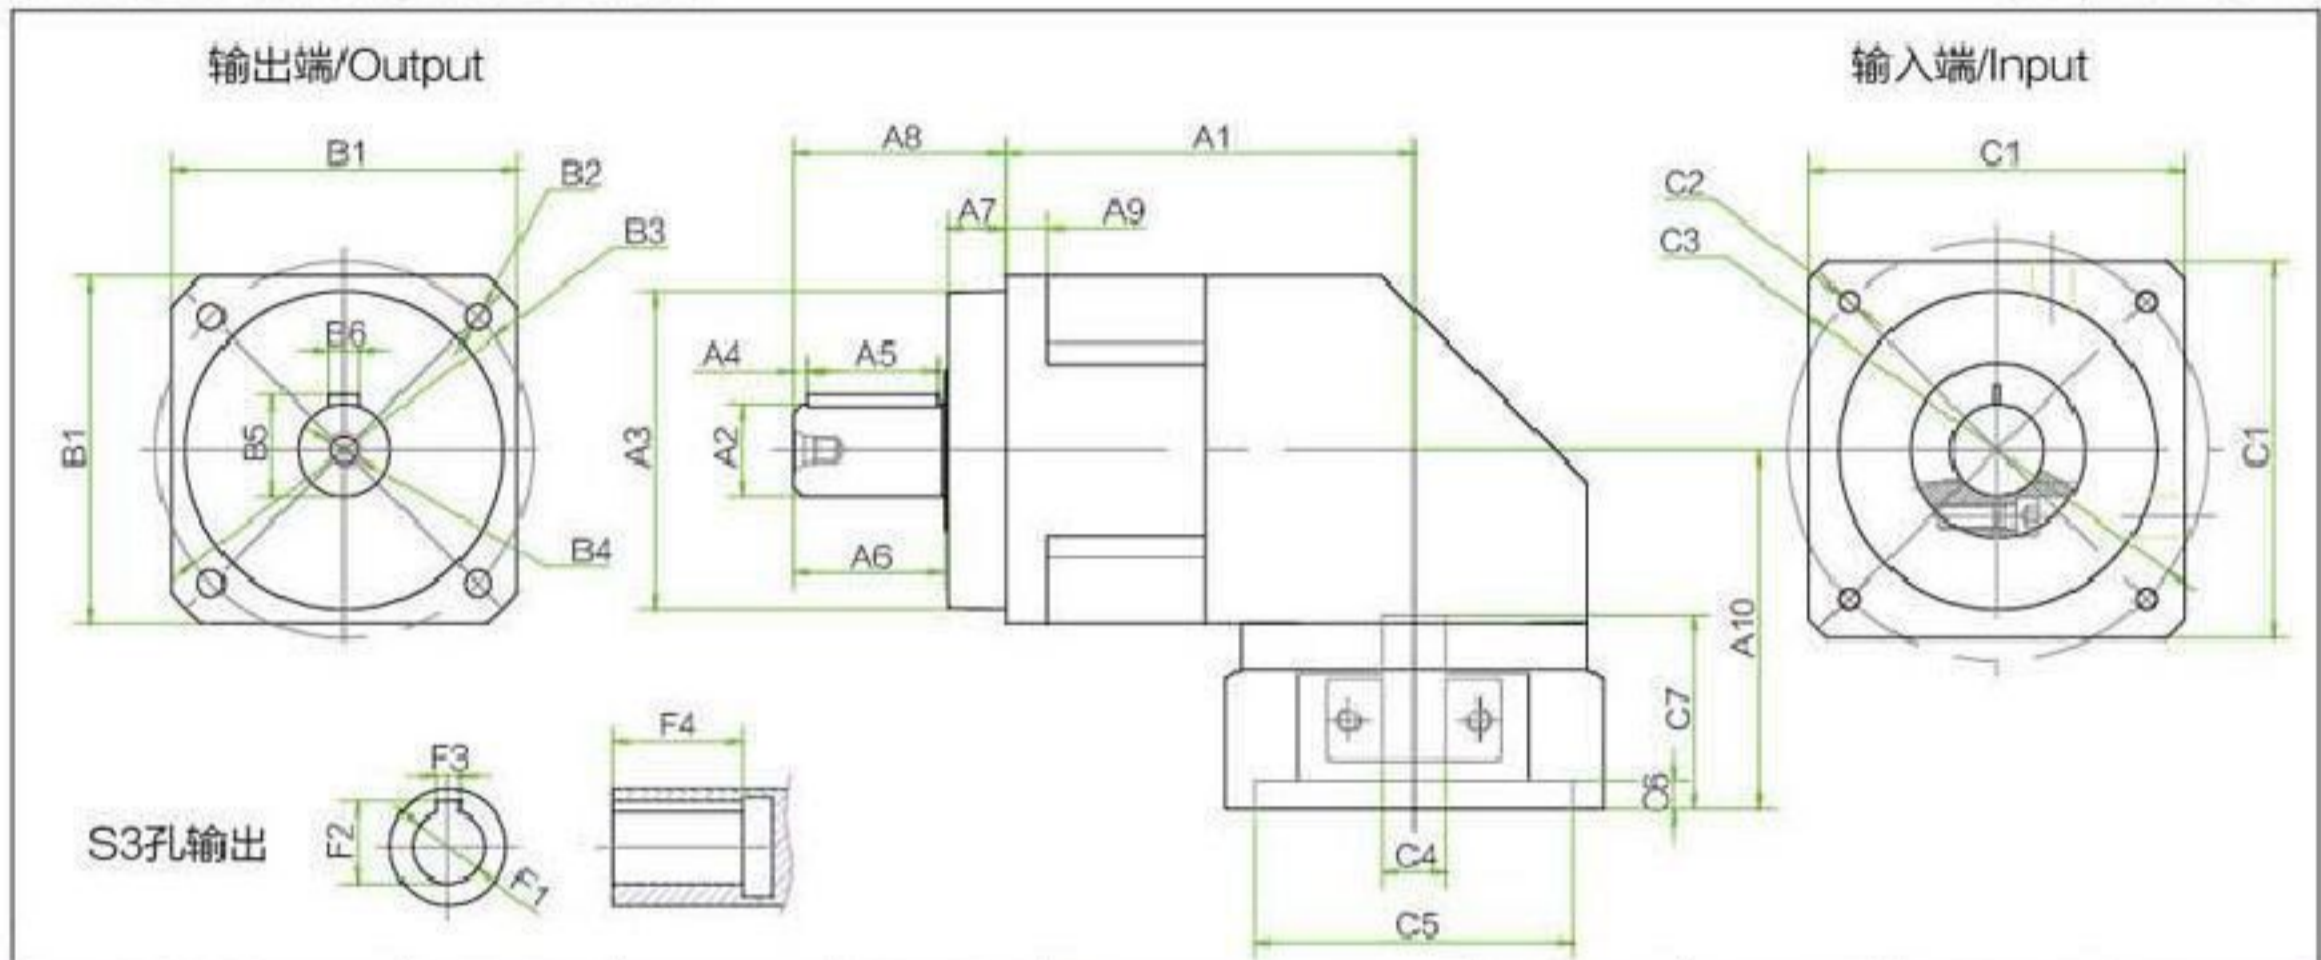 输出端/Output
输入端/Input
B1
B2
B3
B1
B6
B5
B4
A8
A1
A7
A9
A4
A5
A3
A2
A6
A10
C7
C6
C4
C5
C1
C2
C3
C1
S3孔输出
F3
F2
F1
F4